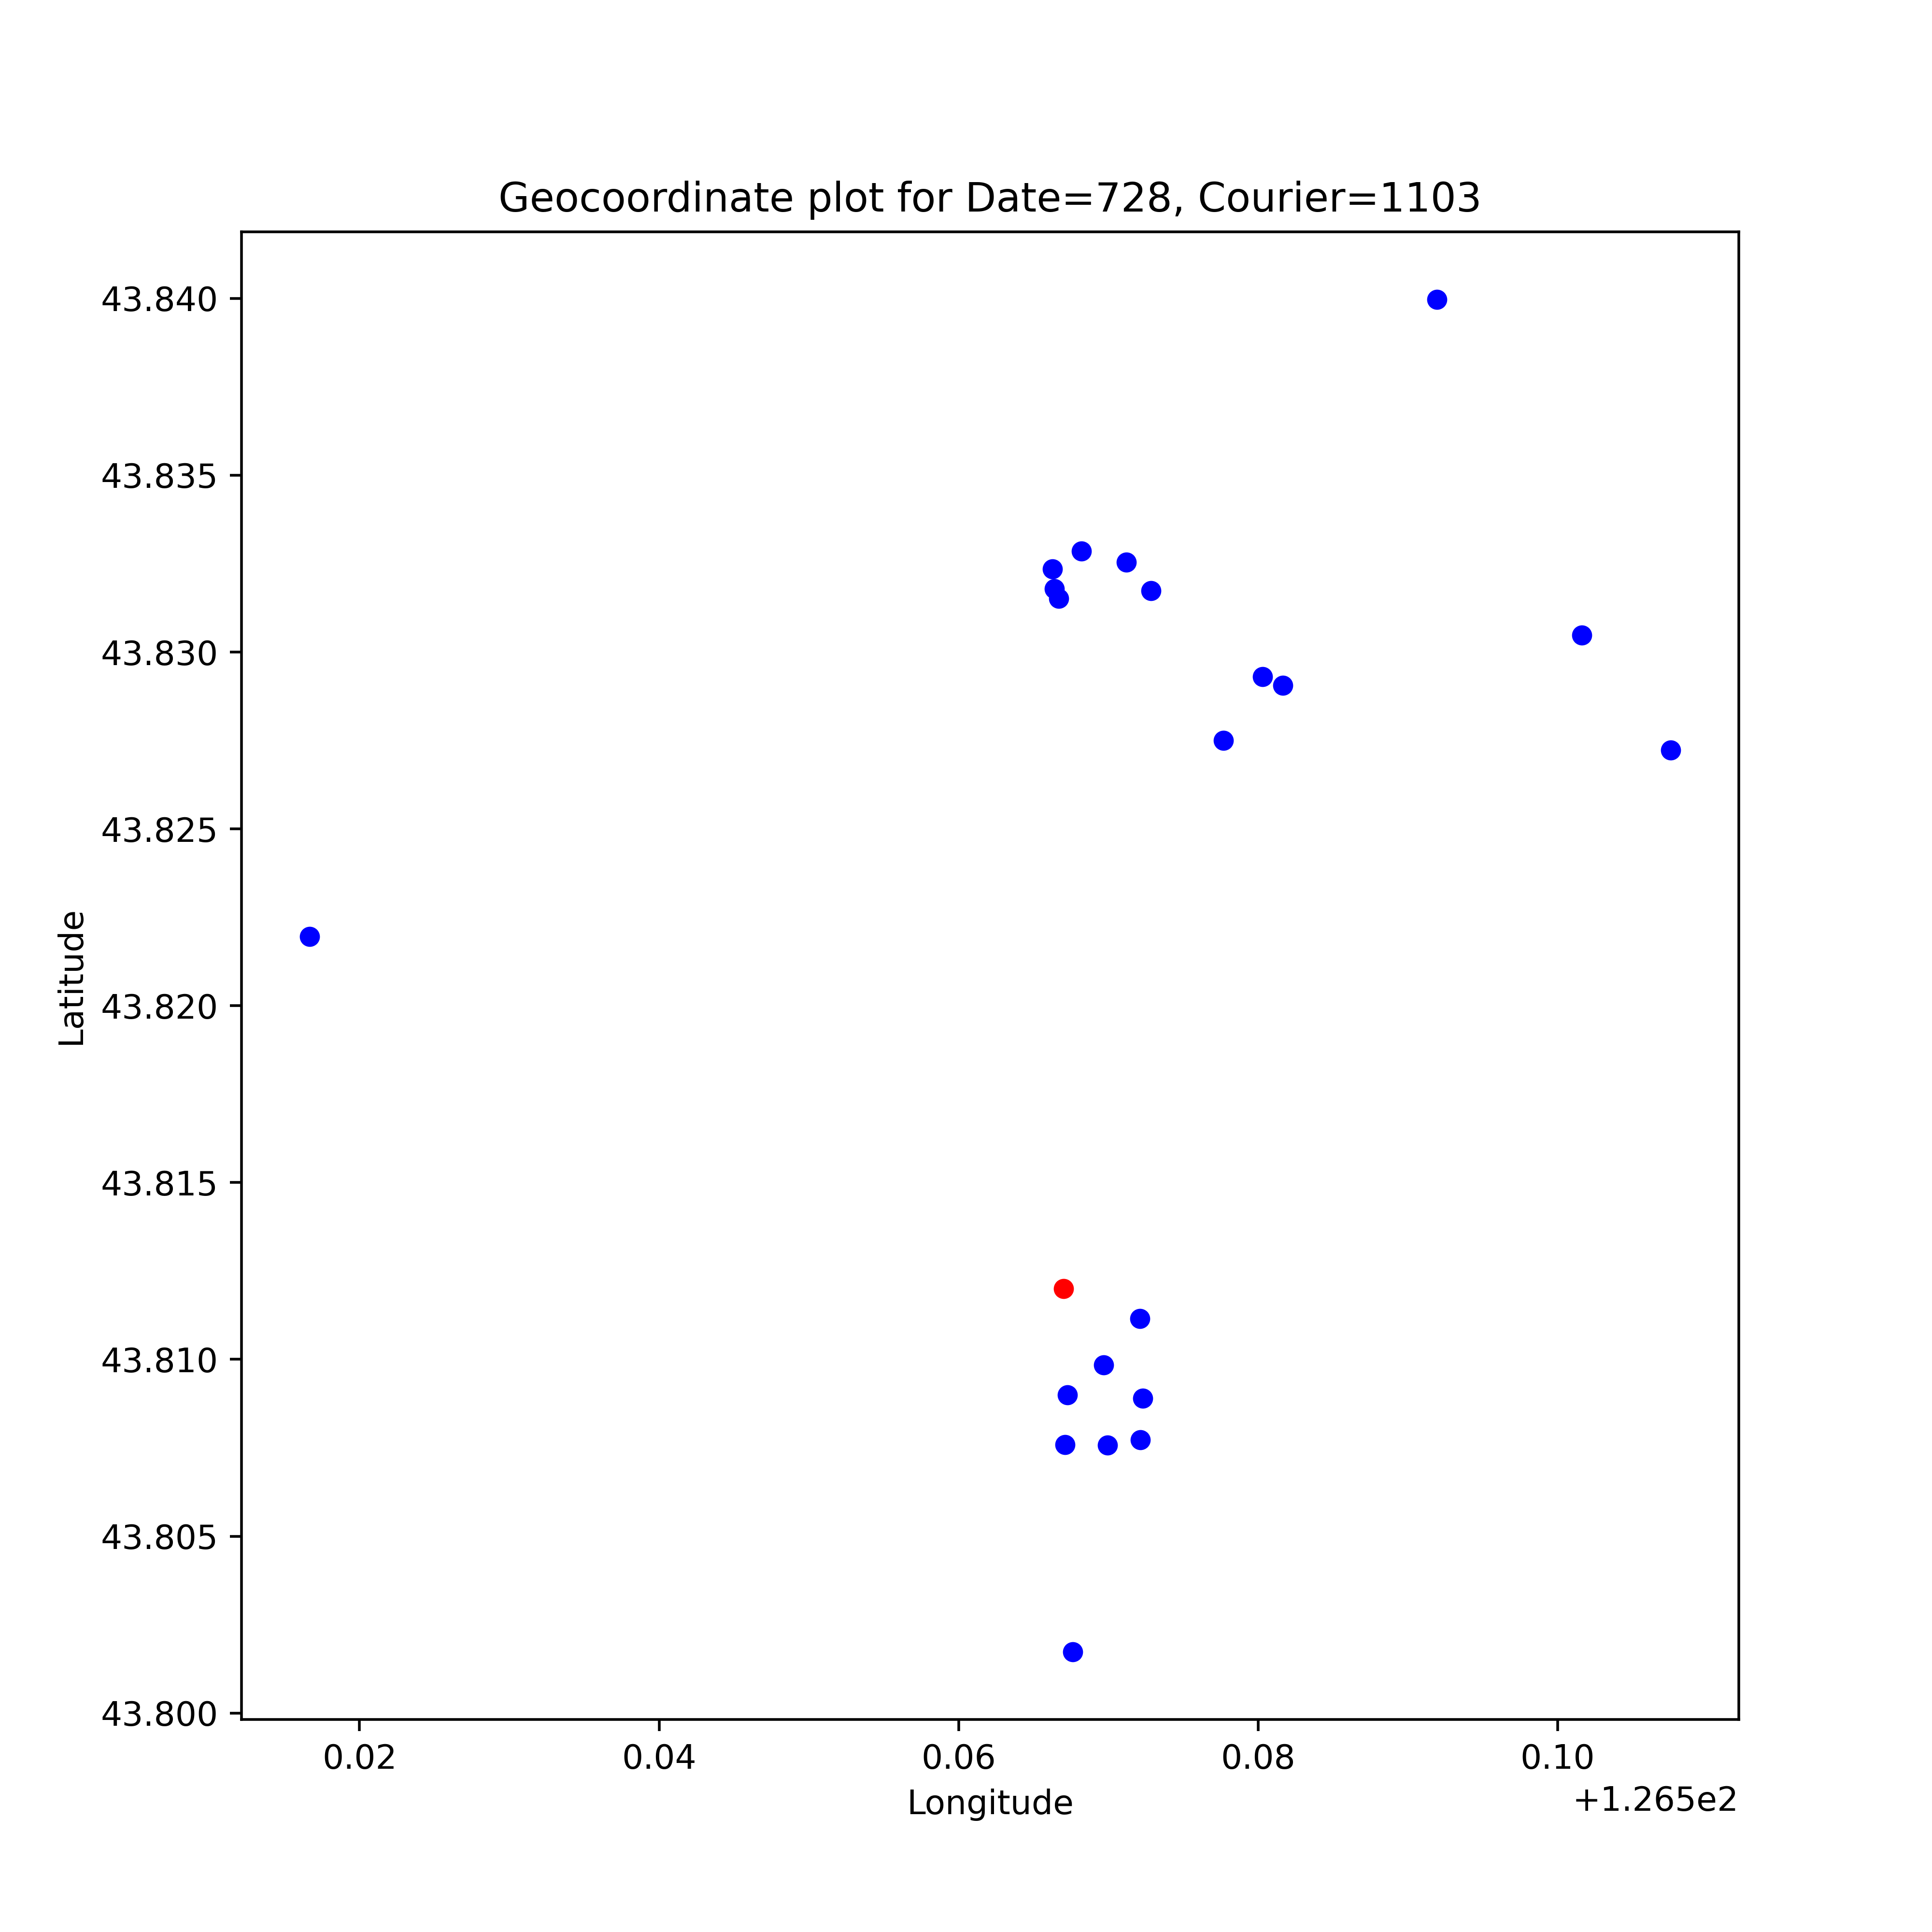 Geocoordinate plot for Date=728, Courier=1103
43.840
43.835
43.830
43.825
43.820
43.815
43.810
43.805
43.800
Latitude
0.02 0.04 0.06 0.08 0.10
Longitude
+1.265e2